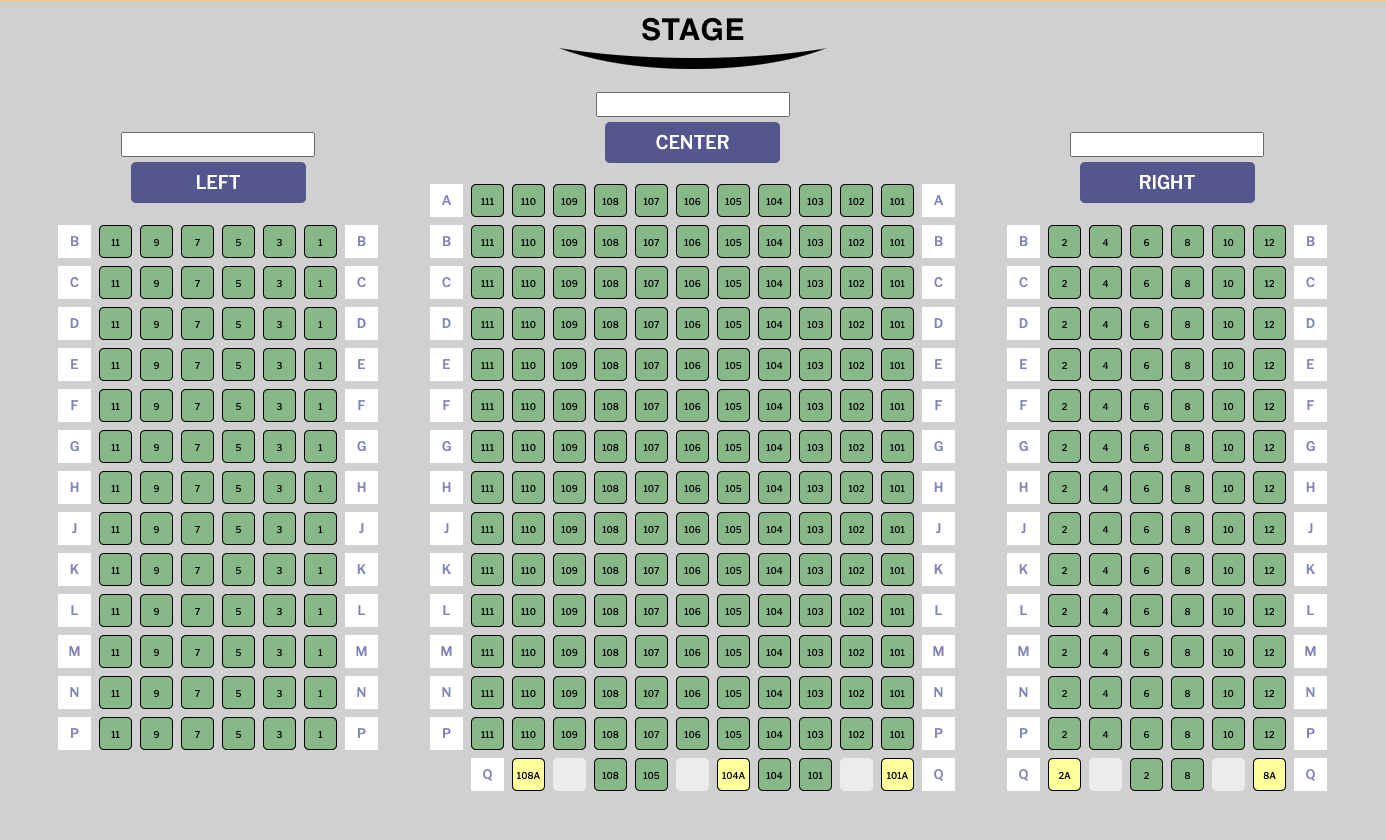 STAGE
CENTER
LEFT
RIGHT
A 111 110 109 108 107 106 105 104 103 102 101 A
B 11 9 7 5 3 1 B B 111 110 109 108 107 106 105 104 103 102 101 B B 2 4 6 8 10 12 B
C 11 9 7 5 3 1 C C 111 110 109 108 107 106 105 104 103 102 101 C C 2 4 6 8 10 12 C
D 11 9 7 5 3 1 D D 111 110 109 108 107 106 105 104 103 102 101 D D 2 4 6 8 10 12 D
E 11 9 7 5 3 1 E E 111 110 109 108 107 106 105 104 103 102 101 E E 2 4 6 8 10 12 E
F 11 9 7 5 3 1 F F 111 110 109 108 107 106 105 104 103 102 101 F F 2 4 6 8 10 12 F
G 11 9 7 5 3 1 G G 111 110 109 108 107 106 105 104 103 102 101 G G 2 4 6 8 10 12 G
H 11 9 7 5 3 1 H H 111 110 109 108 107 106 105 104 103 102 101 H H 2 4 6 8 10 12 H
J 11 9 7 5 3 1 J J 111 110 109 108 107 106 105 104 103 102 101 J J 2 4 6 8 10 12 J
K 11 9 7 5 3 1 K K 111 110 109 108 107 106 105 104 103 102 101 K K 2 4 6 8 10 12 K
L 11 9 7 5 3 1 L L 111 110 109 108 107 106 105 104 103 102 101 L L 2 4 6 8 10 12 L
M 11 9 7 5 3 1 M M 111 110 109 108 107 106 105 104 103 102 101 M M 2 4 6 8 10 12 M
N 11 9 7 5 3 1 N N 111 110 109 108 107 106 105 104 103 102 101 N N 2 4 6 8 10 12 N
P 11 9 7 5 3 1 P P 111 110 109 108 107 106 105 104 103 102 101 P P 2 4 6 8 10 12 P
Q 108A 108 105 104A 104 101 101A Q Q 2A 2 8 8A Q